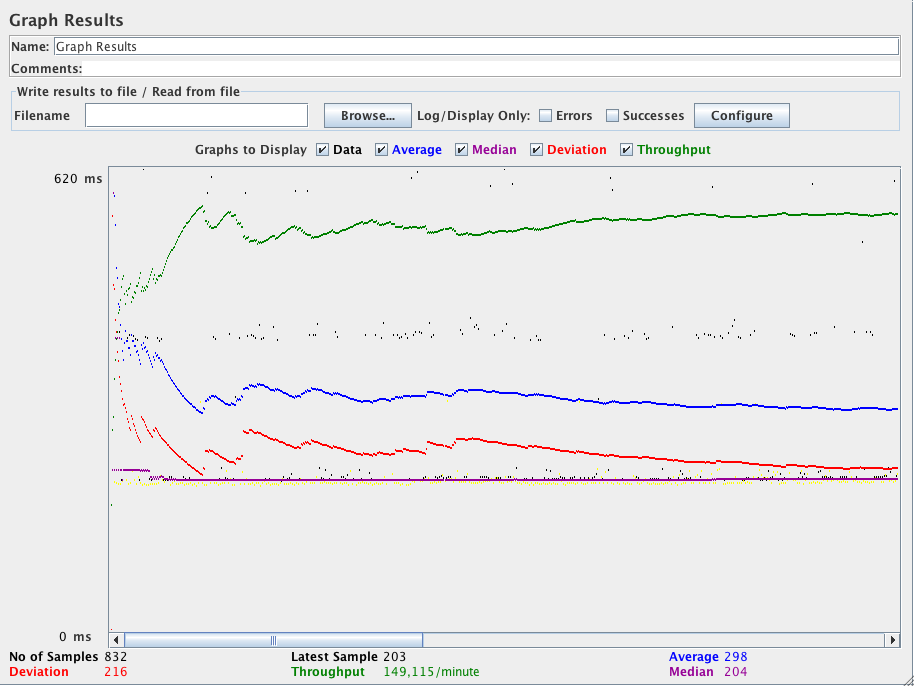 Graph Results
Name: Graph Results
Comments:
Write results to file / Read from file
Filename Browse... Log/Display Only: Errors Successes Configure
Graphs to Display Data Average Median Deviation Throughput
620 ms
0 ms
No of Samples 832 Latest Sample 203 Average 298
Deviation 216 Throughput 149,115/minute Median 204